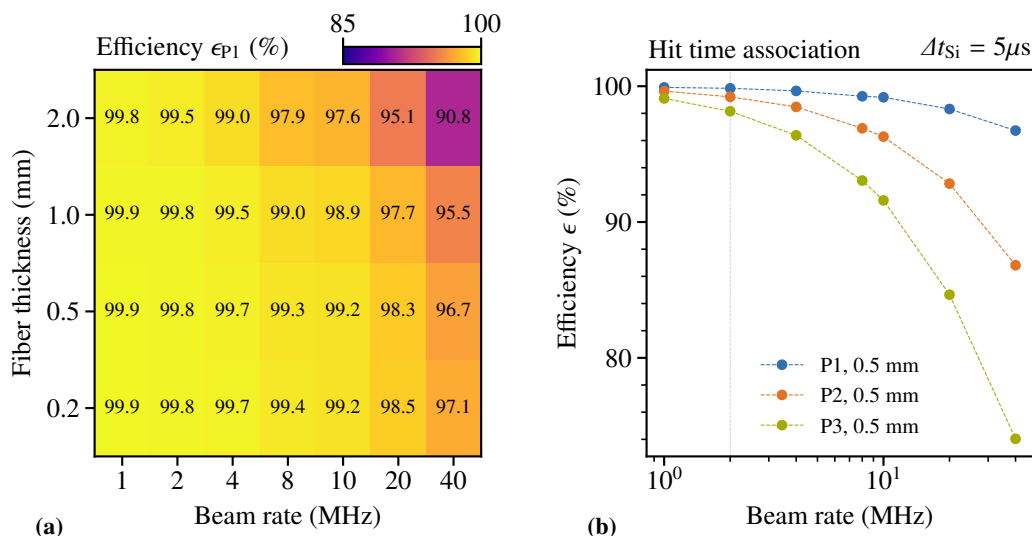 85 100
Efficiency ϵP1 (%)
2.0 99.8 99.5 99.0 97.9 97.6 95.1 90.8
1.0 99.9 99.8 99.5 99.0 98.9 97.7 95.5
0.5 99.9 99.8 99.7 99.3 99.2 98.3 96.7
0.2 99.9 99.8 99.7 99.4 99.2 98.5 97.1
Fiber thickness (mm)
1 2 4 8 10 20 40
Beam rate (MHz)
(a)
Hit time association ΔtSi = 5μs
100
90
80
Efficiency ϵ (%)
P1, 0.5 mm
P2, 0.5 mm
P3, 0.5 mm
10⁰ 10¹
Beam rate (MHz)
(b)